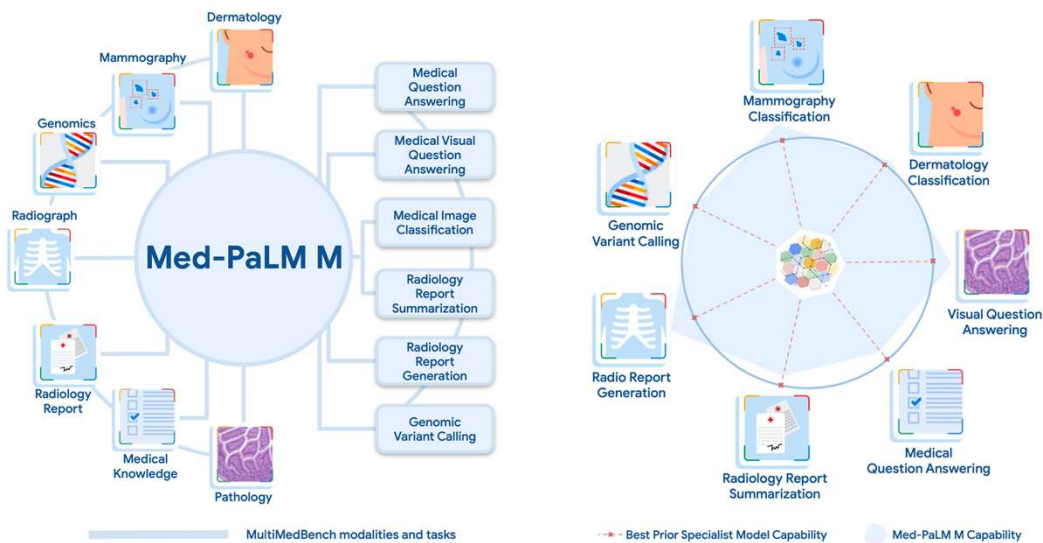 Dermatology
Mammography
Genomics
Radiograph
Radiology
Report
Medical
Knowledge
Pathology
Med-PaLM M
Medical
Question
Answering
Medical Visual
Question
Answering
Medical Image
Classification
Radiology
Report
Summarization
Radiology
Report
Generation
Genomic
Variant Calling
MultiMedBench modalities and tasks
Mammography
Classification
Dermatology
Classification
Genomic
Variant Calling
Visual Question
Answering
Radio Report
Generation
Medical
Question Answering
Radiology Report
Summarization
Best Prior Specialist Model Capability
Med-PaLM M Capability